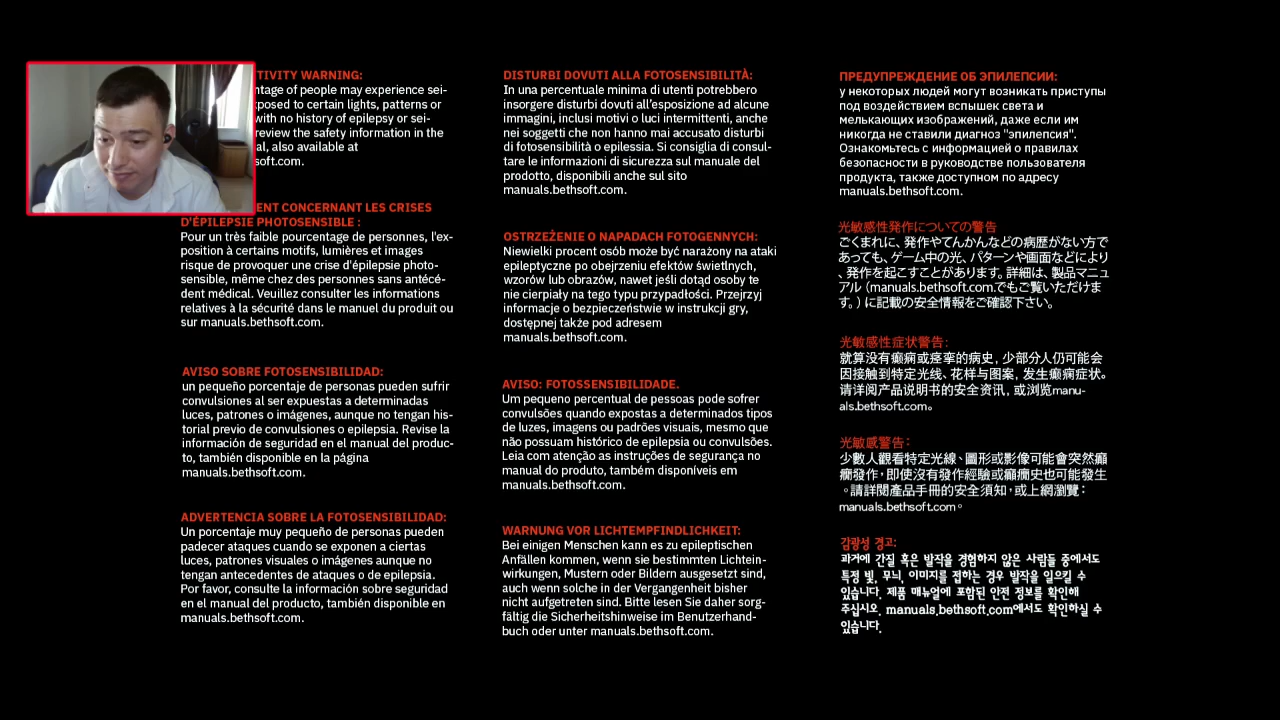 TIVITY WARNING:
ntage of people may experience sei-
xposed to certain lights, patterns or
with no history of epilepsy or sei-
review the safety information in the
al, also available at
soft.com.
ENT CONCERNANT LES CRISES
D'ÉPILEPSIE PHOTOSENSIBLE :
Pour un très faible pourcentage de personnes, l'ex-
position à certains motifs, lumières et images
risque de provoquer une crise d'épilepsie photo-
sensible, même chez des personnes sans antécé-
dent médical. Veuillez consulter les informations
relatives à la sécurité dans le manuel du produit ou
sur manuals.bethsoft.com.
AVISO SOBRE FOTOSENSIBILIDAD:
un pequeño porcentaje de personas pueden sufrir
convulsiones al ser expuestas a determinadas
luces, patrones o imágenes, aunque no tengan his-
torial previo de convulsiones o epilepsia. Revise la
información de seguridad en el manual del produc-
to, también disponible en la página
manuals.bethsoft.com.
ADVERTENCIA SOBRE LA FOTOSENSIBILIDAD:
Un porcentaje muy pequeño de personas pueden
padecer ataques cuando se exponen a ciertas
luces, patrones visuales o imágenes aunque no
tengan antecedentes de ataques o de epilepsia.
Por favor, consulte la información sobre seguridad
en el manual del producto, también disponible en
manuals.bethsoft.com.
DISTURBI DOVUTI ALLA FOTOSENSIBILITÀ:
In una percentuale minima di utenti potrebbero
insorgere disturbi dovuti all'esposizione ad alcune
immagini, inclusi motivi o luci intermittenti, anche
nei soggetti che non hanno mai accusato disturbi
di fotosensibilità o epilessia. Si consiglia di consul-
tare le informazioni di sicurezza sul manuale del
prodotto, disponibili anche sul sito
manuals.bethsoft.com.
OSTRZEŻENIE O NAPADACH FOTOGENNYCH:
Niewielki procent osób może być narażony na ataki
epileptyczne po obejrzeniu efektów świetlnych,
wzorów lub obrazów, nawet jeśli dotąd osoby te
nie cierpiały na tego typu przypadłości. Przejrzyj
informacje o bezpieczeństwie w instrukcji gry,
dostępnej także pod adresem
manuals.bethsoft.com.
AVISO: FOTOSSENSIBILIDADE.
Um pequeno percentual de pessoas pode sofrer
convulsões quando expostas a determinados tipos
de luzes, imagens ou padrões visuais, mesmo que
não possuam histórico de epilepsia ou convulsões.
Leia com atenção as instruções de segurança no
manual do produto, também disponíveis em
manuals.bethsoft.com.
WARNUNG VOR LICHTEMPFINDLICHKEIT:
Bei einigen Menschen kann es zu epileptischen
Anfällen kommen, wenn sie bestimmten Lichtein-
wirkungen, Mustern oder Bildern ausgesetzt sind,
auch wenn solche in der Vergangenheit bisher
nicht aufgetreten sind. Bitte lesen Sie daher sorg-
fältig die Sicherheitshinweise im Benutzerhand-
buch oder unter manuals.bethsoft.com.
ПРЕДУПРЕЖДЕНИЕ ОБ ЭПИЛЕПСИИ:
у некоторых людей могут возникать приступы
под воздействием вспышек света и
мелькающих изображений, даже если им
никогда не ставили диагноз "эпилепсия".
Ознакомьтесь с информацией о правилах
безопасности в руководстве пользователя
продукта, также доступном по адресу
manuals.bethsoft.com.
光敏感性発作についての警告
ごくまれに、発作やてんかんなどの病歴がない方で
あっても、ゲーム中の光、パターンや画面などにより
、発作を起こすことがあります。詳細は、製品マニュ
アル（manuals.bethsoft.comでもご覧いただけま
す。）に記載の安全情報をご確認下さい。
光敏感性症状警告：
就算没有癫痫或痉挛的病史，少部分人仍可能会
因接触到特定光线、花样与图案，发生癫痫症状。
请详阅产品说明书的安全资讯，或浏览manu-
als.bethsoft.com。
光敏感警告：
少數人觀看特定光線、圖形或影像可能會突然癲
癇發作，即使沒有發作經驗或癲癇史也可能發生
。請詳閱產品手冊的安全須知，或上網瀏覽：
manuals.bethsoft.com。
감광성 경고:
과거에 간질 혹은 발작을 경험하지 않은 사람들 중에서도
특정 빛, 무늬, 이미지를 접하는 경우 발작을 일으킬 수
있습니다. 제품 매뉴얼에 포함된 안전 정보를 확인해
주십시오. manuals.bethsoft.com에서도 확인하실 수
있습니다.